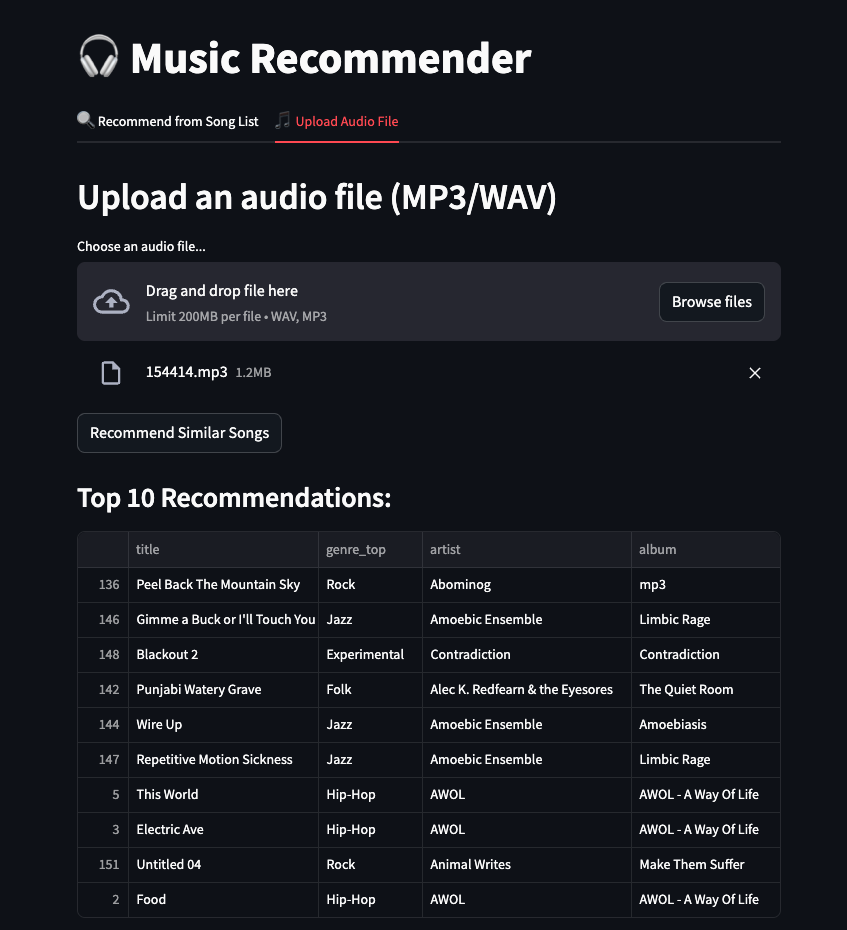 Music Recommender
Recommend from Song List Upload Audio File
Upload an audio file (MP3/WAV)
Choose an audio file...
Drag and drop file here
Limit 200MB per file • WAV, MP3
Browse files
154414.mp3 1.2MB
Recommend Similar Songs
Top 10 Recommendations:
title genre_top artist album
136 Peel Back The Mountain Sky Rock Abominog mp3
146 Gimme a Buck or I'll Touch You Jazz Amoebic Ensemble Limbic Rage
148 Blackout 2 Experimental Contradiction Contradiction
142 Punjabi Watery Grave Folk Alec K. Redfearn & the Eyesores The Quiet Room
144 Wire Up Jazz Amoebic Ensemble Amoebiasis
147 Repetitive Motion Sickness Jazz Amoebic Ensemble Limbic Rage
5 This World Hip-Hop AWOL AWOL - A Way Of Life
3 Electric Ave Hip-Hop AWOL AWOL - A Way Of Life
151 Untitled 04 Rock Animal Writes Make Them Suffer
2 Food Hip-Hop AWOL AWOL - A Way Of Life